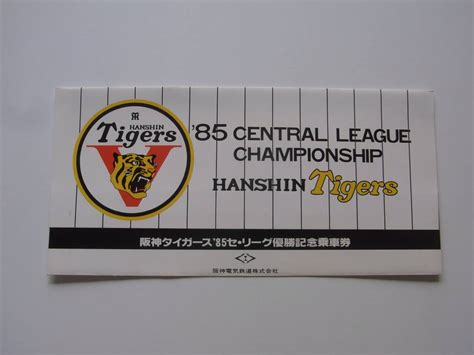 HANSHIN
Tigers
V
'85 CENTRAL LEAGUE
CHAMPIONSHIP
HANSHIN Tigers
阪神タイガース'85セ・リーグ優勝記念乗車券
阪神電気鉄道株式会社